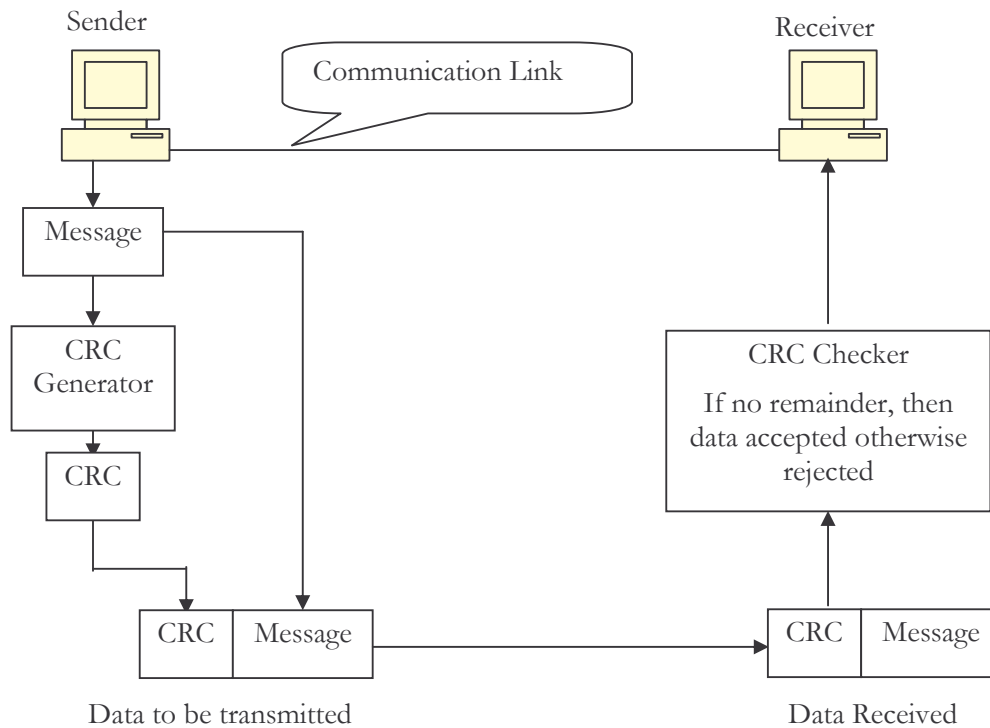 Sender
Receiver
Communication Link
Message
CRC
Generator
CRC
CRC Message
Data to be transmitted
CRC Checker
If no remainder, then
data accepted otherwise
rejected
CRC Message
Data Received